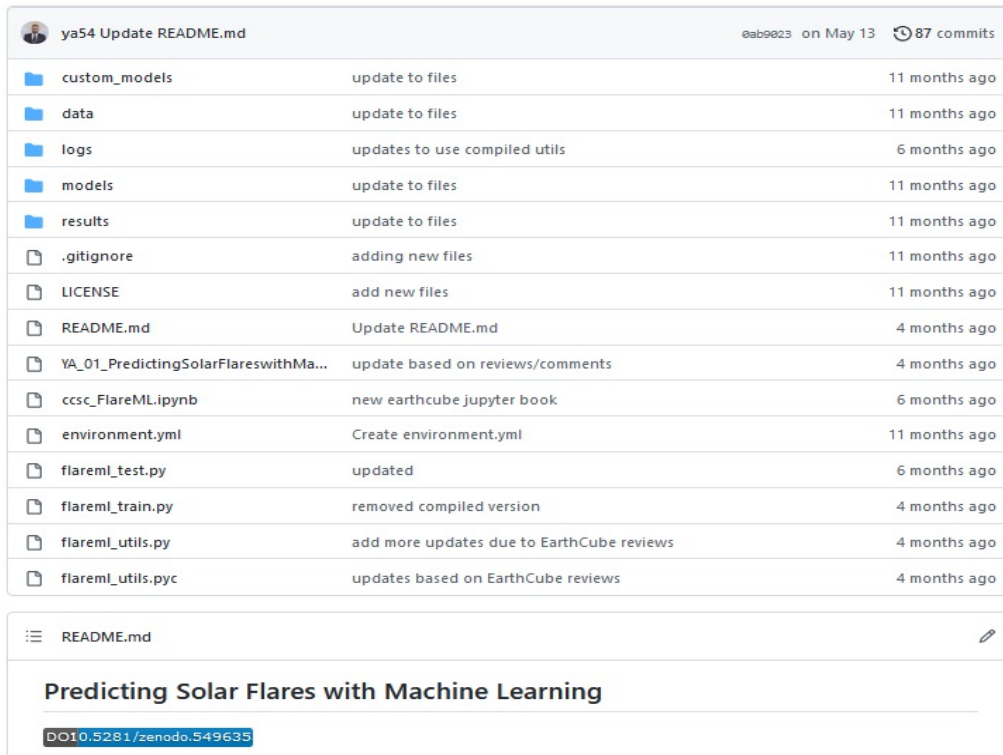 ya54 Update README.md 0ab9023 on May 13 87 commits
custom_models update to files 11 months ago
data update to files 11 months ago
logs updates to use compiled utils 6 months ago
models update to files 11 months ago
results update to files 11 months ago
.gitignore adding new files 11 months ago
LICENSE add new files 11 months ago
README.md Update README.md 4 months ago
YA_01_PredictingSolarFlareswithMa... update based on reviews/comments 4 months ago
ccsc_FlareML.ipynb new earthcube jupyter book 6 months ago
environment.yml Create environment.yml 11 months ago
flareml_test.py updated 6 months ago
flareml_train.py removed compiled version 4 months ago
flareml_utils.py add more updates due to EarthCube reviews 4 months ago
flareml_utils.pyc updates based on EarthCube reviews 4 months ago
README.md
Predicting Solar Flares with Machine Learning
DOI10.5281/zenodo.549635